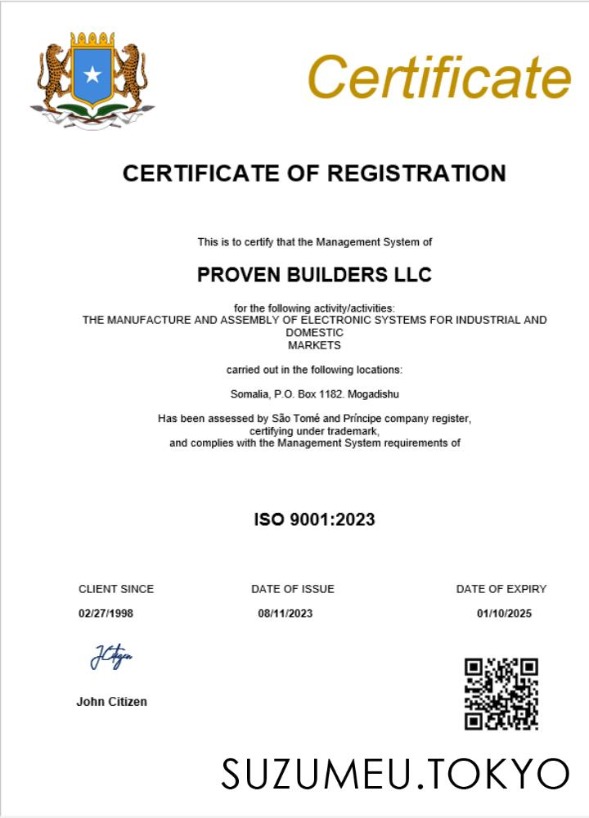 Certificate
CERTIFICATE OF REGISTRATION
This is to certify that the Management System of
PROVEN BUILDERS LLC
for the following activity/activities:
THE MANUFACTURE AND ASSEMBLY OF ELECTRONIC SYSTEMS FOR INDUSTRIAL AND
DOMESTIC
MARKETS
carried out in the following locations:
Somalia, P.O. Box 1182. Mogadishu
Has been assessed by São Tomé and Príncipe company register,
certifying under trademark,
and complies with the Management System requirements of
ISO 9001:2023
CLIENT SINCE DATE OF ISSUE DATE OF EXPIRY
02/27/1998 08/11/2023 01/10/2025
JCitizen
John Citizen
SUZUMEU.TOKYO